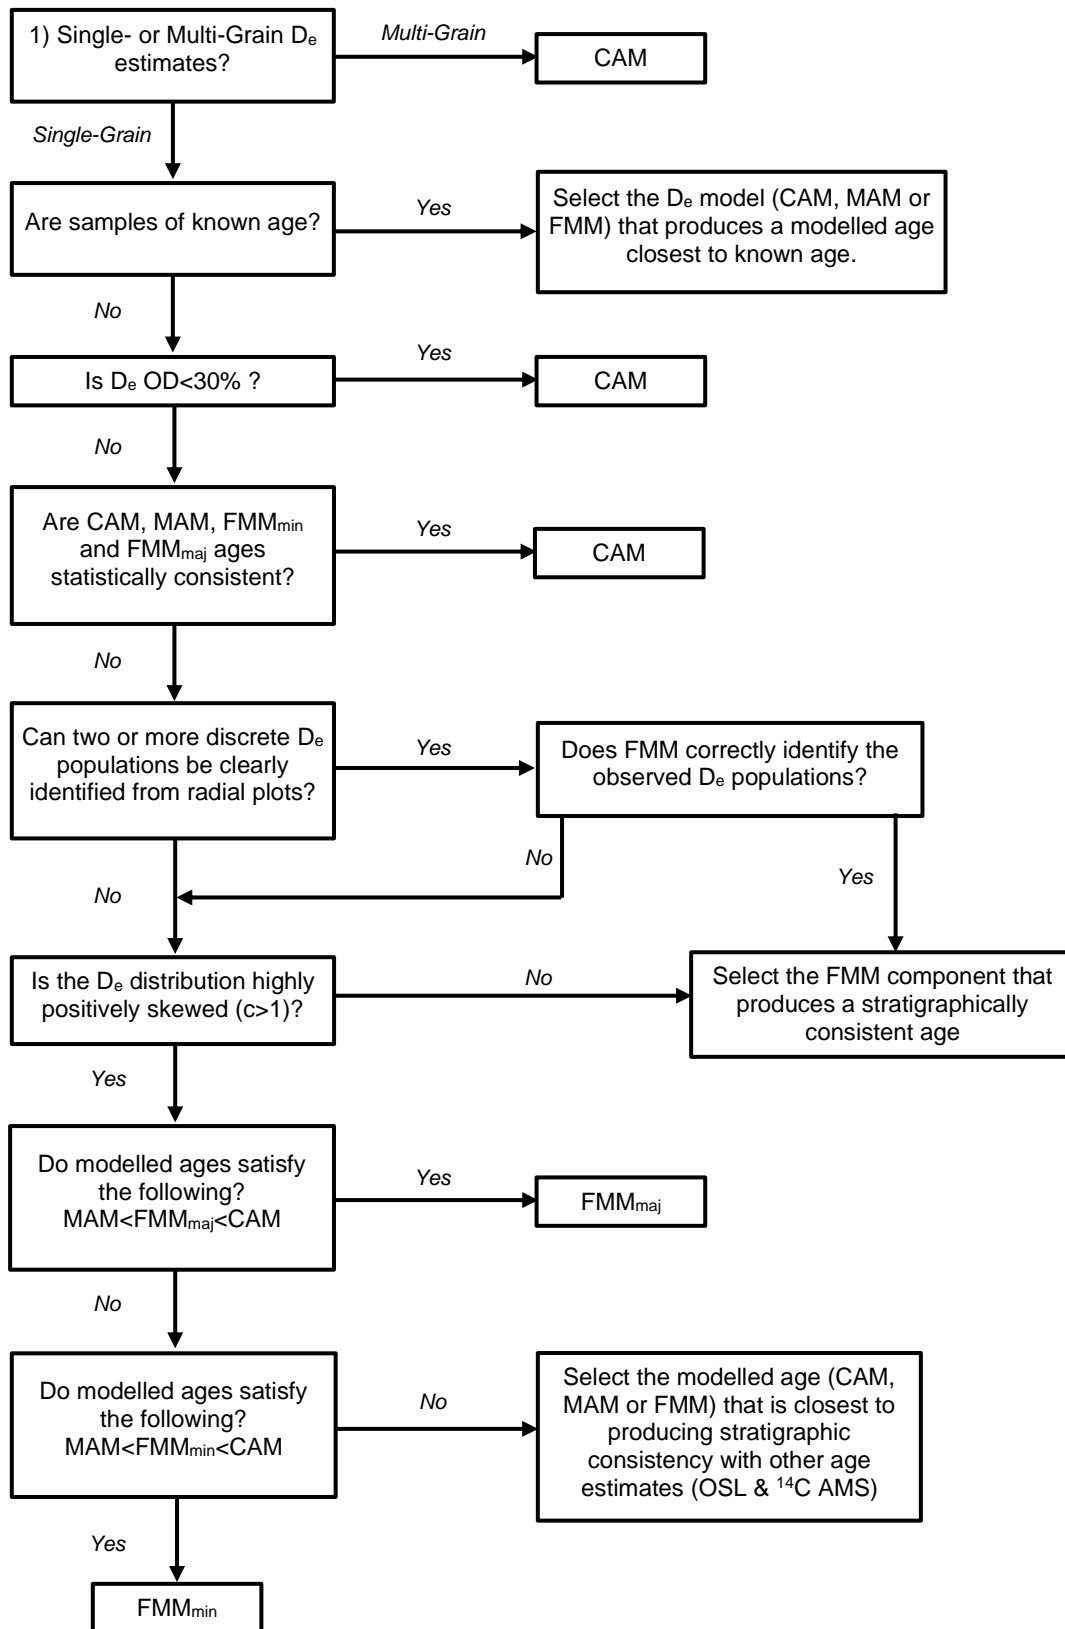 1) Single- or Multi-Grain Dₑ
estimates?
Multi-Grain
CAM
Single-Grain
Are samples of known age?
Yes
Select the Dₑ model (CAM, MAM or
FMM) that produces a modelled age
closest to known age.
No
Is Dₑ OD<30% ?
Yes
CAM
No
Are CAM, MAM, FMMmin
and FMMmaj ages
statistically consistent?
Yes
CAM
No
Can two or more discrete Dₑ
populations be clearly
identified from radial plots?
Yes
Does FMM correctly identify the
observed Dₑ populations?
No
Yes
No
Is the Dₑ distribution highly
positively skewed (c>1)?
No
Select the FMM component that
produces a stratigraphically
consistent age
Yes
Do modelled ages satisfy
the following?
MAM<FMMmaj<CAM
Yes
FMMmaj
No
Do modelled ages satisfy
the following?
MAM<FMMmin<CAM
No
Select the modelled age (CAM,
MAM or FMM) that is closest to
producing stratigraphic
consistency with other age
estimates (OSL & ¹⁴C AMS)
Yes
FMMmin